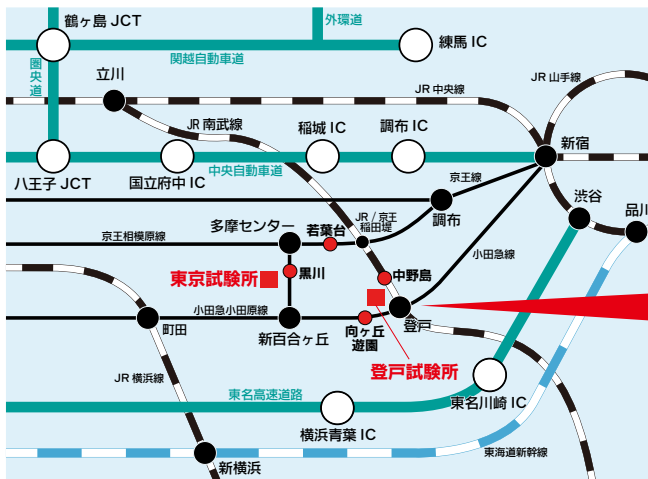 鶴ヶ島 JCT
外環道
練馬 IC
関越自動車道
圏央道
立川
JR 中央線
JR 山手線
JR 南武線
稲城 IC
調布 IC
新宿
八王子 JCT
国立府中 IC
中央自動車道
京王線
渋谷
品川
調布
多摩センター
若葉台
JR / 京王
稲田堤
京王相模原線
小田急線
東京試験所
黒川
中野島
小田急小田原線
町田
新百合ヶ丘
向ヶ丘
遊園
登戸
登戸試験所
JR 横浜線
東名高速道路
東名川崎 IC
横浜青葉 IC
東海道新幹線
新横浜